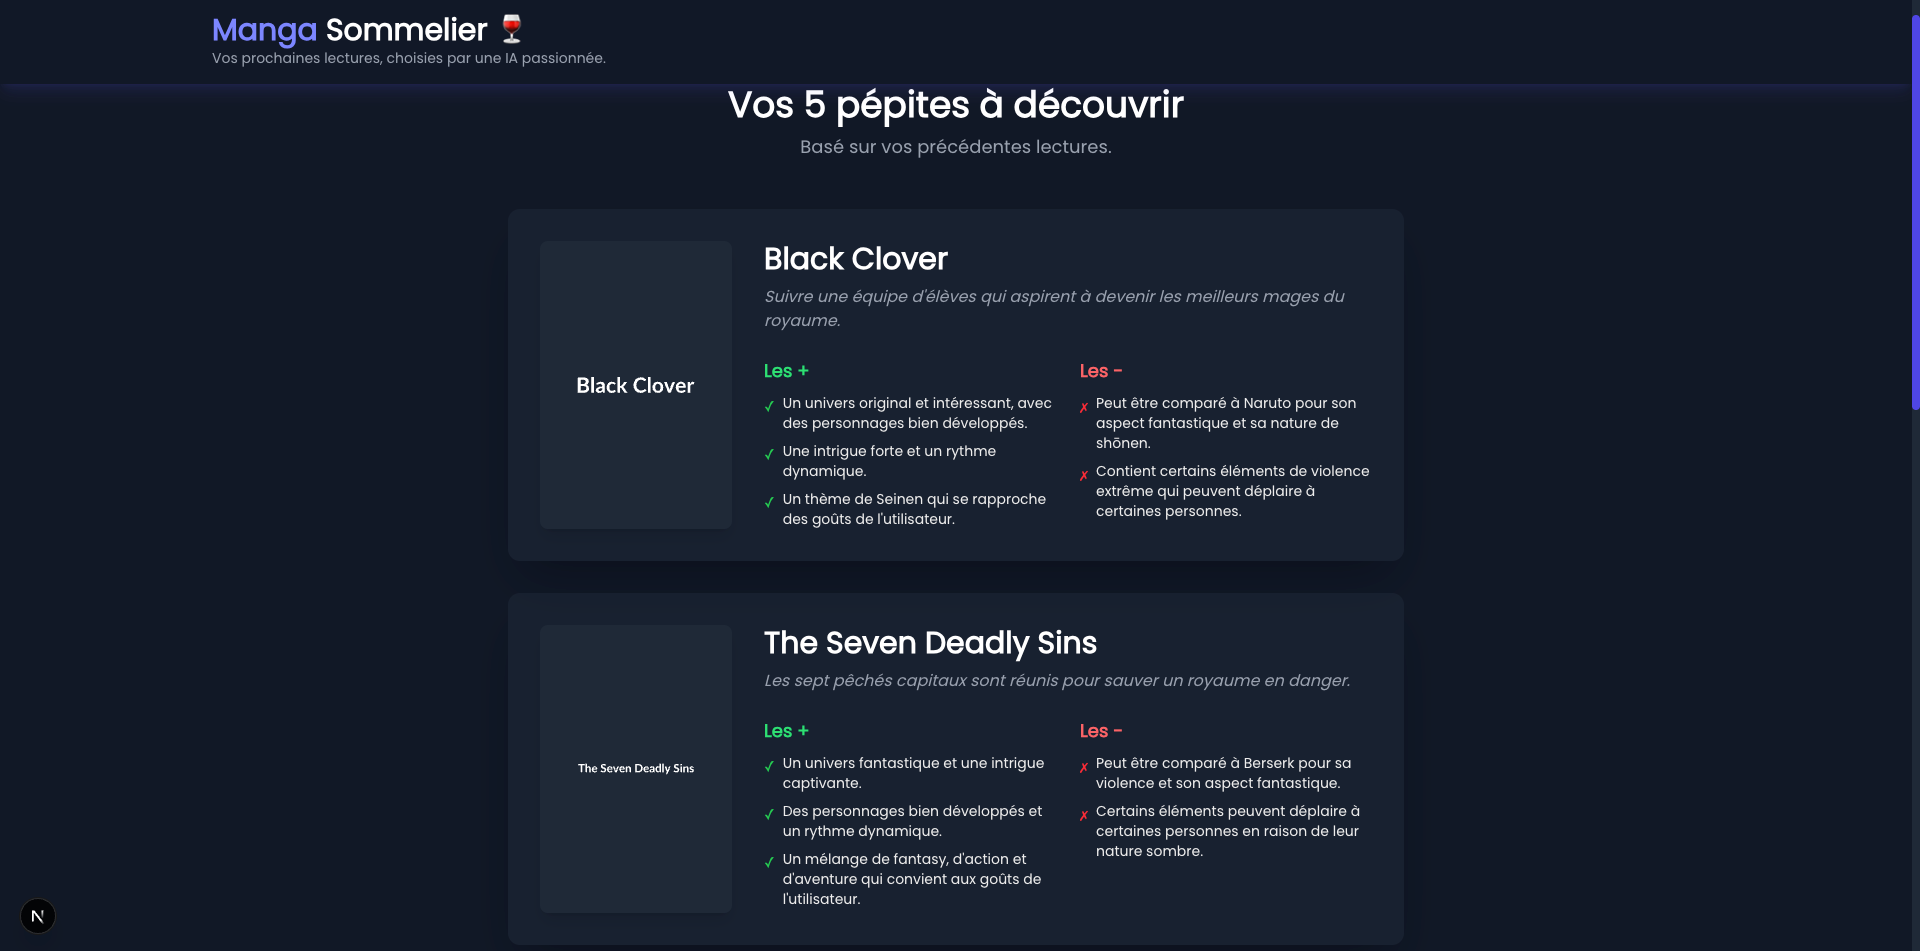 Manga Sommelier
Vos prochaines lectures, choisies par une IA passionnée.
Vos 5 pépites à découvrir
Basé sur vos précédentes lectures.
Black Clover
Black Clover
Suivre une équipe d'élèves qui aspirent à devenir les meilleurs mages du
royaume.
Les +
✓ Un univers original et intéressant, avec
des personnages bien développés.
✓ Une intrigue forte et un rythme
dynamique.
✓ Un thème de Seinen qui se rapproche
des goûts de l'utilisateur.
Les -
✗ Peut être comparé à Naruto pour son
aspect fantastique et sa nature de
shōnen.
✗ Contient certains éléments de violence
extrême qui peuvent déplaire à
certaines personnes.
The Seven Deadly Sins
The Seven Deadly Sins
Les sept pêchés capitaux sont réunis pour sauver un royaume en danger.
Les +
✓ Un univers fantastique et une intrigue
captivante.
✓ Des personnages bien développés et
un rythme dynamique.
✓ Un mélange de fantasy, d'action et
d'aventure qui convient aux goûts de
l'utilisateur.
Les -
✗ Peut être comparé à Berserk pour sa
violence et son aspect fantastique.
✗ Certains éléments peuvent déplaire à
certaines personnes en raison de leur
nature sombre.
N